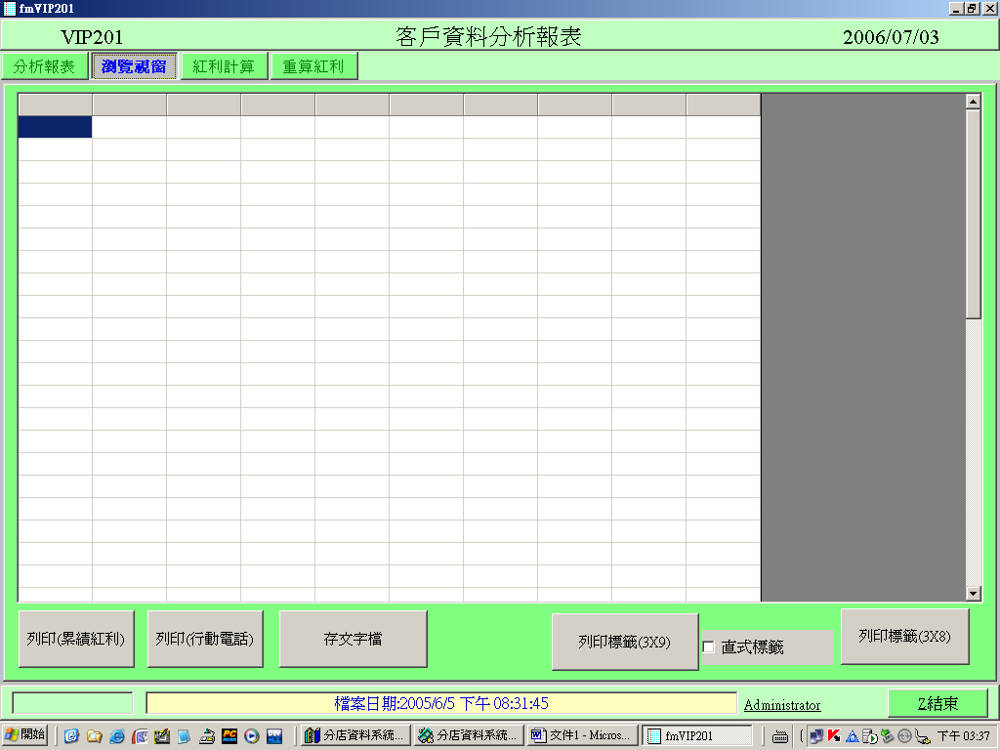 fmVIP201
VIP201 客戶資料分析報表 2006/07/03
分析報表 瀏覽視窗 紅利計算 重算紅利
列印(累績紅利) 列印(行動電話) 存文字檔 列印標籤(3X9) 直式標籤 列印標籤(3X8)
檔案日期:2005/6/5 下午 08:31:45 Administrator Z結束
開始 分店資料系統... 分店資料系統... 文件1 - Micros... fmVIP201 下午 03:37